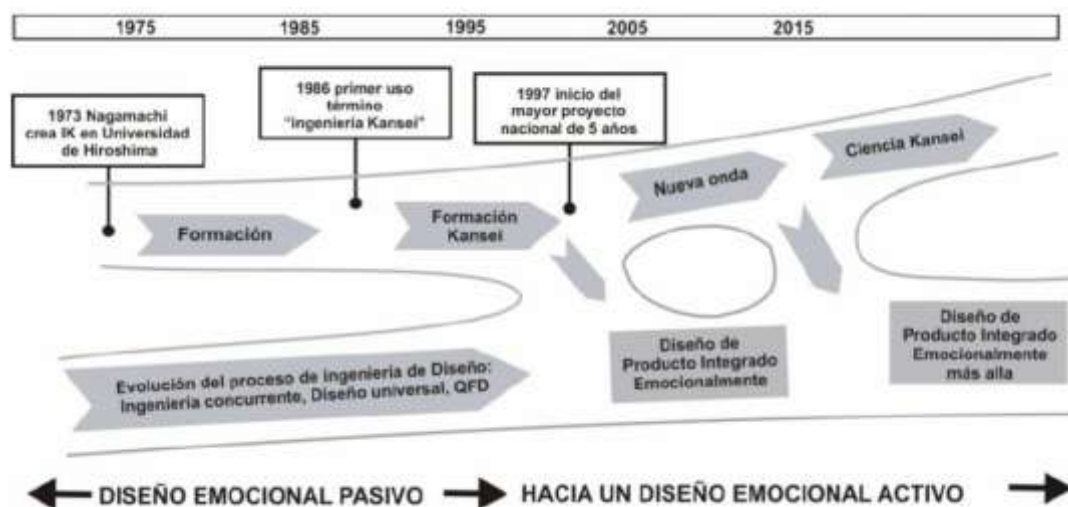 1975 1985 1995 2005 2015
1973 Nagamachi
crea IK en Universidad
de Hiroshima
1986 primer uso
término
"ingeniería Kansei"
1997 inicio del
mayor proyecto
nacional de 5 años
Formación
Formación
Kansei
Nueva onda
Ciencia Kansei
Evolución del proceso de ingenieria de Diseño:
Ingeniería concurrente, Diseño universal, QFD
Diseño de
Producto Integrado
Emocionalmente
Diseño de
Producto Integrado
Emocionalmente
más alla
DISEÑO EMOCIONAL PASIVO
HACIA UN DISEÑO EMOCIONAL ACTIVO